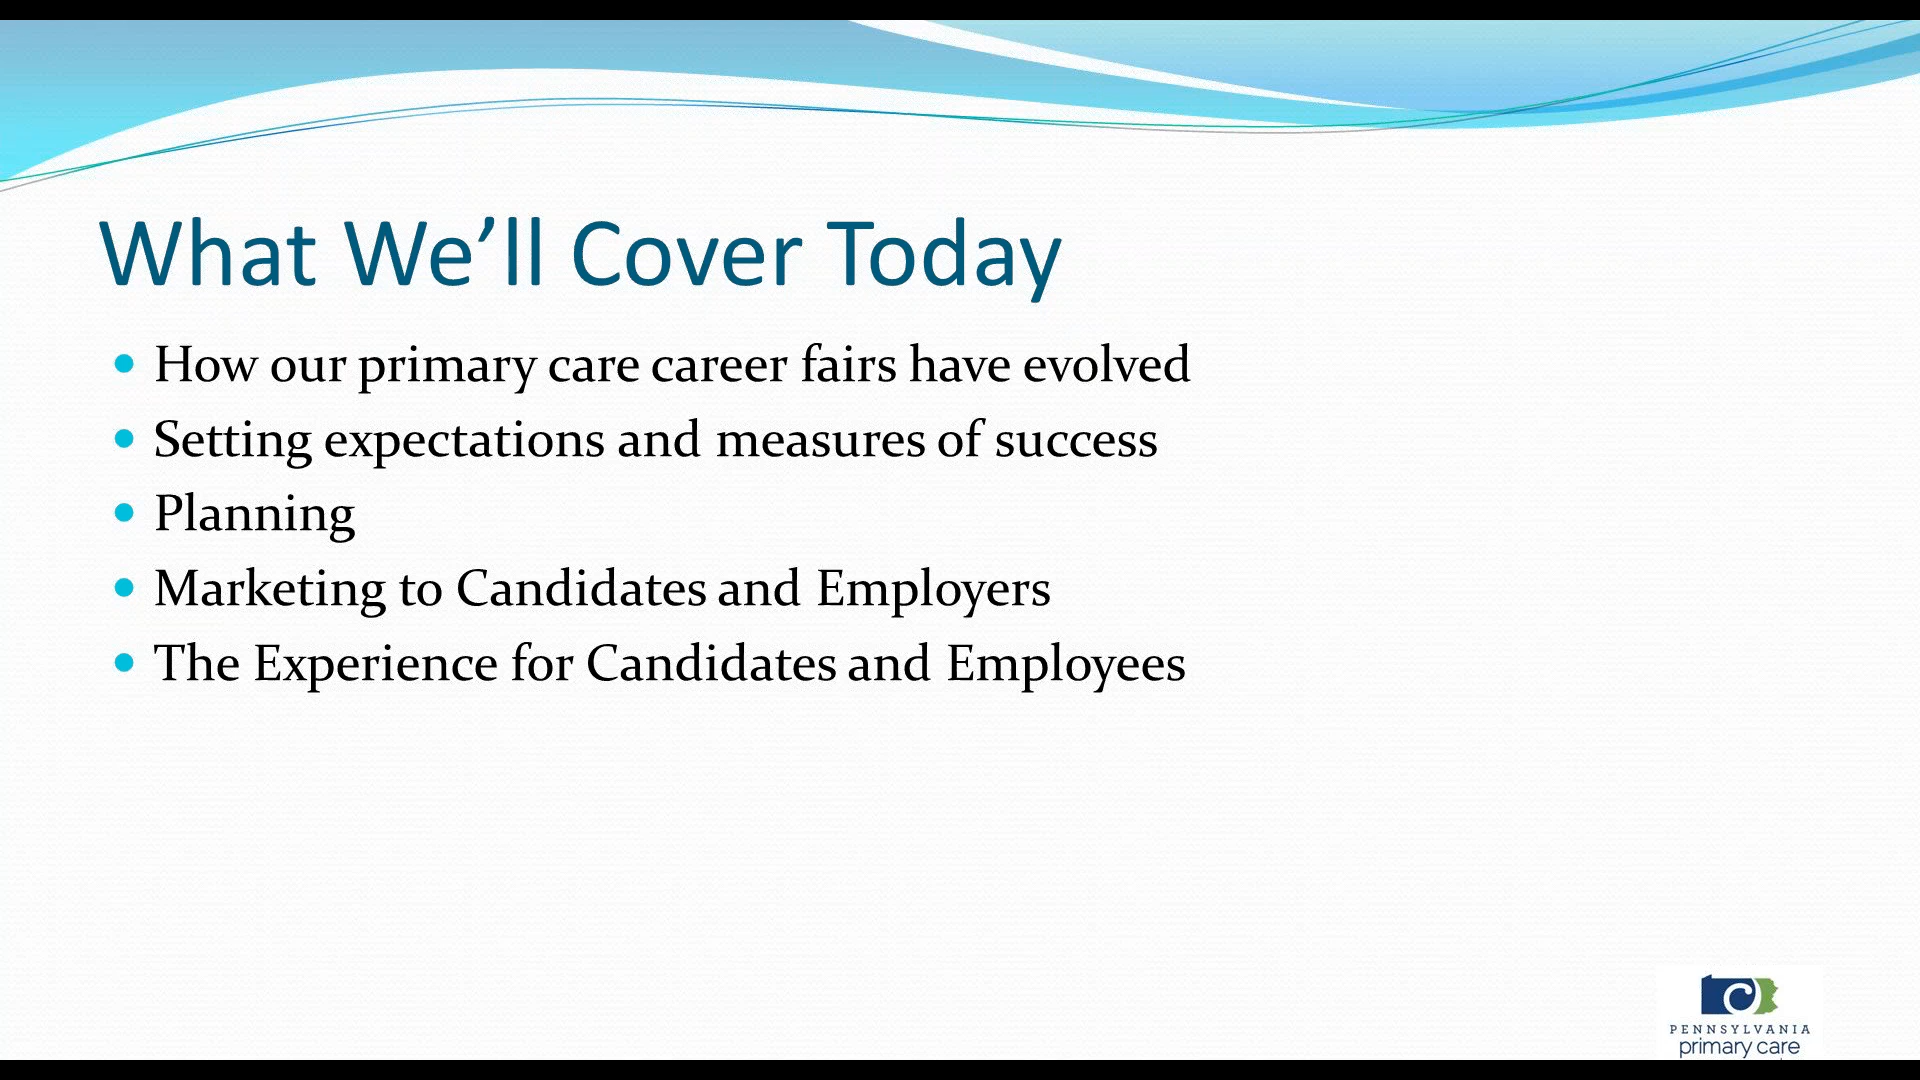 What We’ll Cover Today
• How our primary care career fairs have evolved
• Setting expectations and measures of success
• Planning
• Marketing to Candidates and Employers
• The Experience for Candidates and Employees
PENNSYLVANIA
primary care